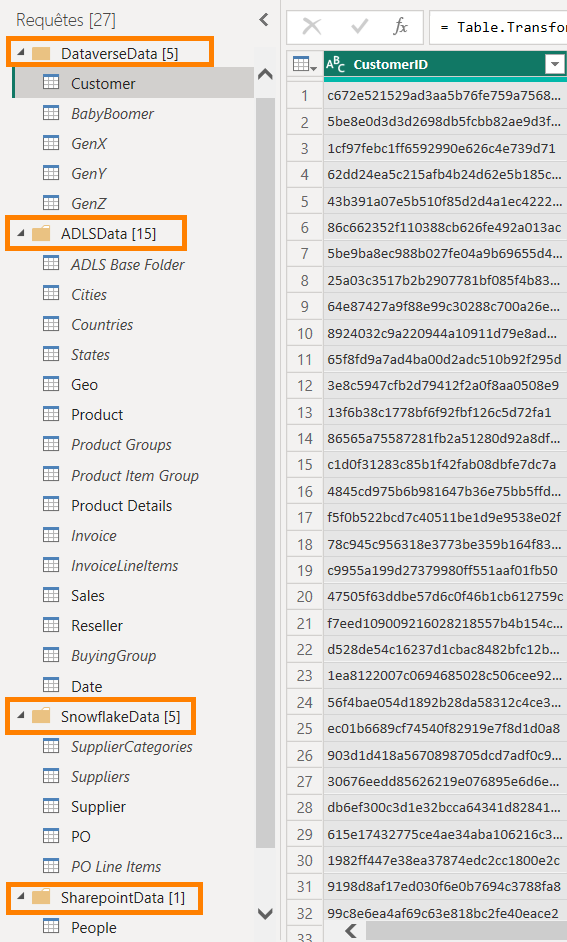 Requêtes [27]
DataverseData [5]
Customer
BabyBoomer
GenX
GenY
GenZ
ADLSData [15]
ADLS Base Folder
Cities
Countries
States
Geo
Product
Product Groups
Product Item Group
Product Details
Invoice
InvoiceLineItems
Sales
Reseller
BuyingGroup
Date
SnowflakeData [5]
SupplierCategories
Suppliers
Supplier
PO
PO Line Items
SharepointData [1]
People
fx
= Table.Transfor
ABC CustomerID
1 c672e521529ad3aa5b76fe759a7568...
2 5be8e0d3d3d2698db5fcbb82ae9d3f...
3 1cf97febc1ff6592990e626c4e739d71
4 62dd24ea5c215afb4b24d62e5b185c...
5 43b391a07e5b510f85d2d4a1ec4222...
6 86c662352f110388cb626fe492a013ac
7 5be9ba8ec988b027fe04a9b69655d4...
8 25a03c3517b2b2907781bf085f4b83...
9 64e87427a9f88e99c30288c700a26e...
10 8924032c9a220944a10911d79e8ad...
11 65f8fd9a7ad4ba00d2adc510b92f295d
12 3e8c5947cfb2d79412f2a0f8aa0508e9
13 13f6b38c1778bf6f92fbf126c5d72fa1
14 86565a75587281fb2a51280d92a8df...
15 c1d0f31283c85b1f42fab08dbfe7dc7a
16 4845cd975b6b981647b36e75bb5ffd...
17 f5f0b522bcd7c40511be1d9e9538e02f
18 78c945c956318e3773be359b164f83...
19 c9955a199d27379980ff551aaf01fb50
20 47505f63ddbe57d6c0f46b1cb612759c
21 f7eed109009216028218557b4b154c...
22 d528de54c16237d1cbac8482bfc12b...
23 1ea8122007c0694685028c506cee92...
24 56f4bae054d1892b28da58312c4ce3...
25 ec01b6689cf74540f82919e7f8d1d0a8
26 903d1d418a5670898705dcd7adf0c9...
27 30676eedd85626219e076895e6d6e...
28 db6ef300c3d1e32bcca64341d82841...
29 615e17432775ce4ae34aba106216c3...
30 1982ff447e38ea37874edc2cc1800e2c
31 9198d8af17ed030f6e0b7694c3788fa8
32 99c8e6ea4af69c63e818bc2fe40eace2
33